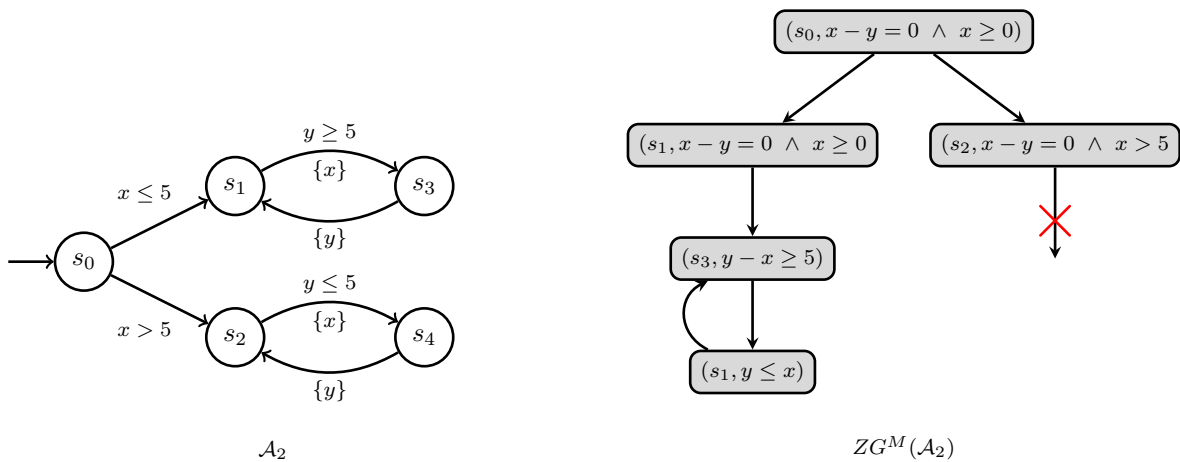 (s₀, x − y = 0 ∧ x ≥ 0)
(s₁, x − y = 0 ∧ x ≥ 0
(s₂, x − y = 0 ∧ x > 5
(s₃, y − x ≥ 5)
(s₁, y ≤ x)
ZGᴹ(𝒜₂)
y ≥ 5
{x}
s₁
s₃
x ≤ 5
{y}
s₀
y ≤ 5
{x}
x > 5
s₂
s₄
{y}
𝒜₂